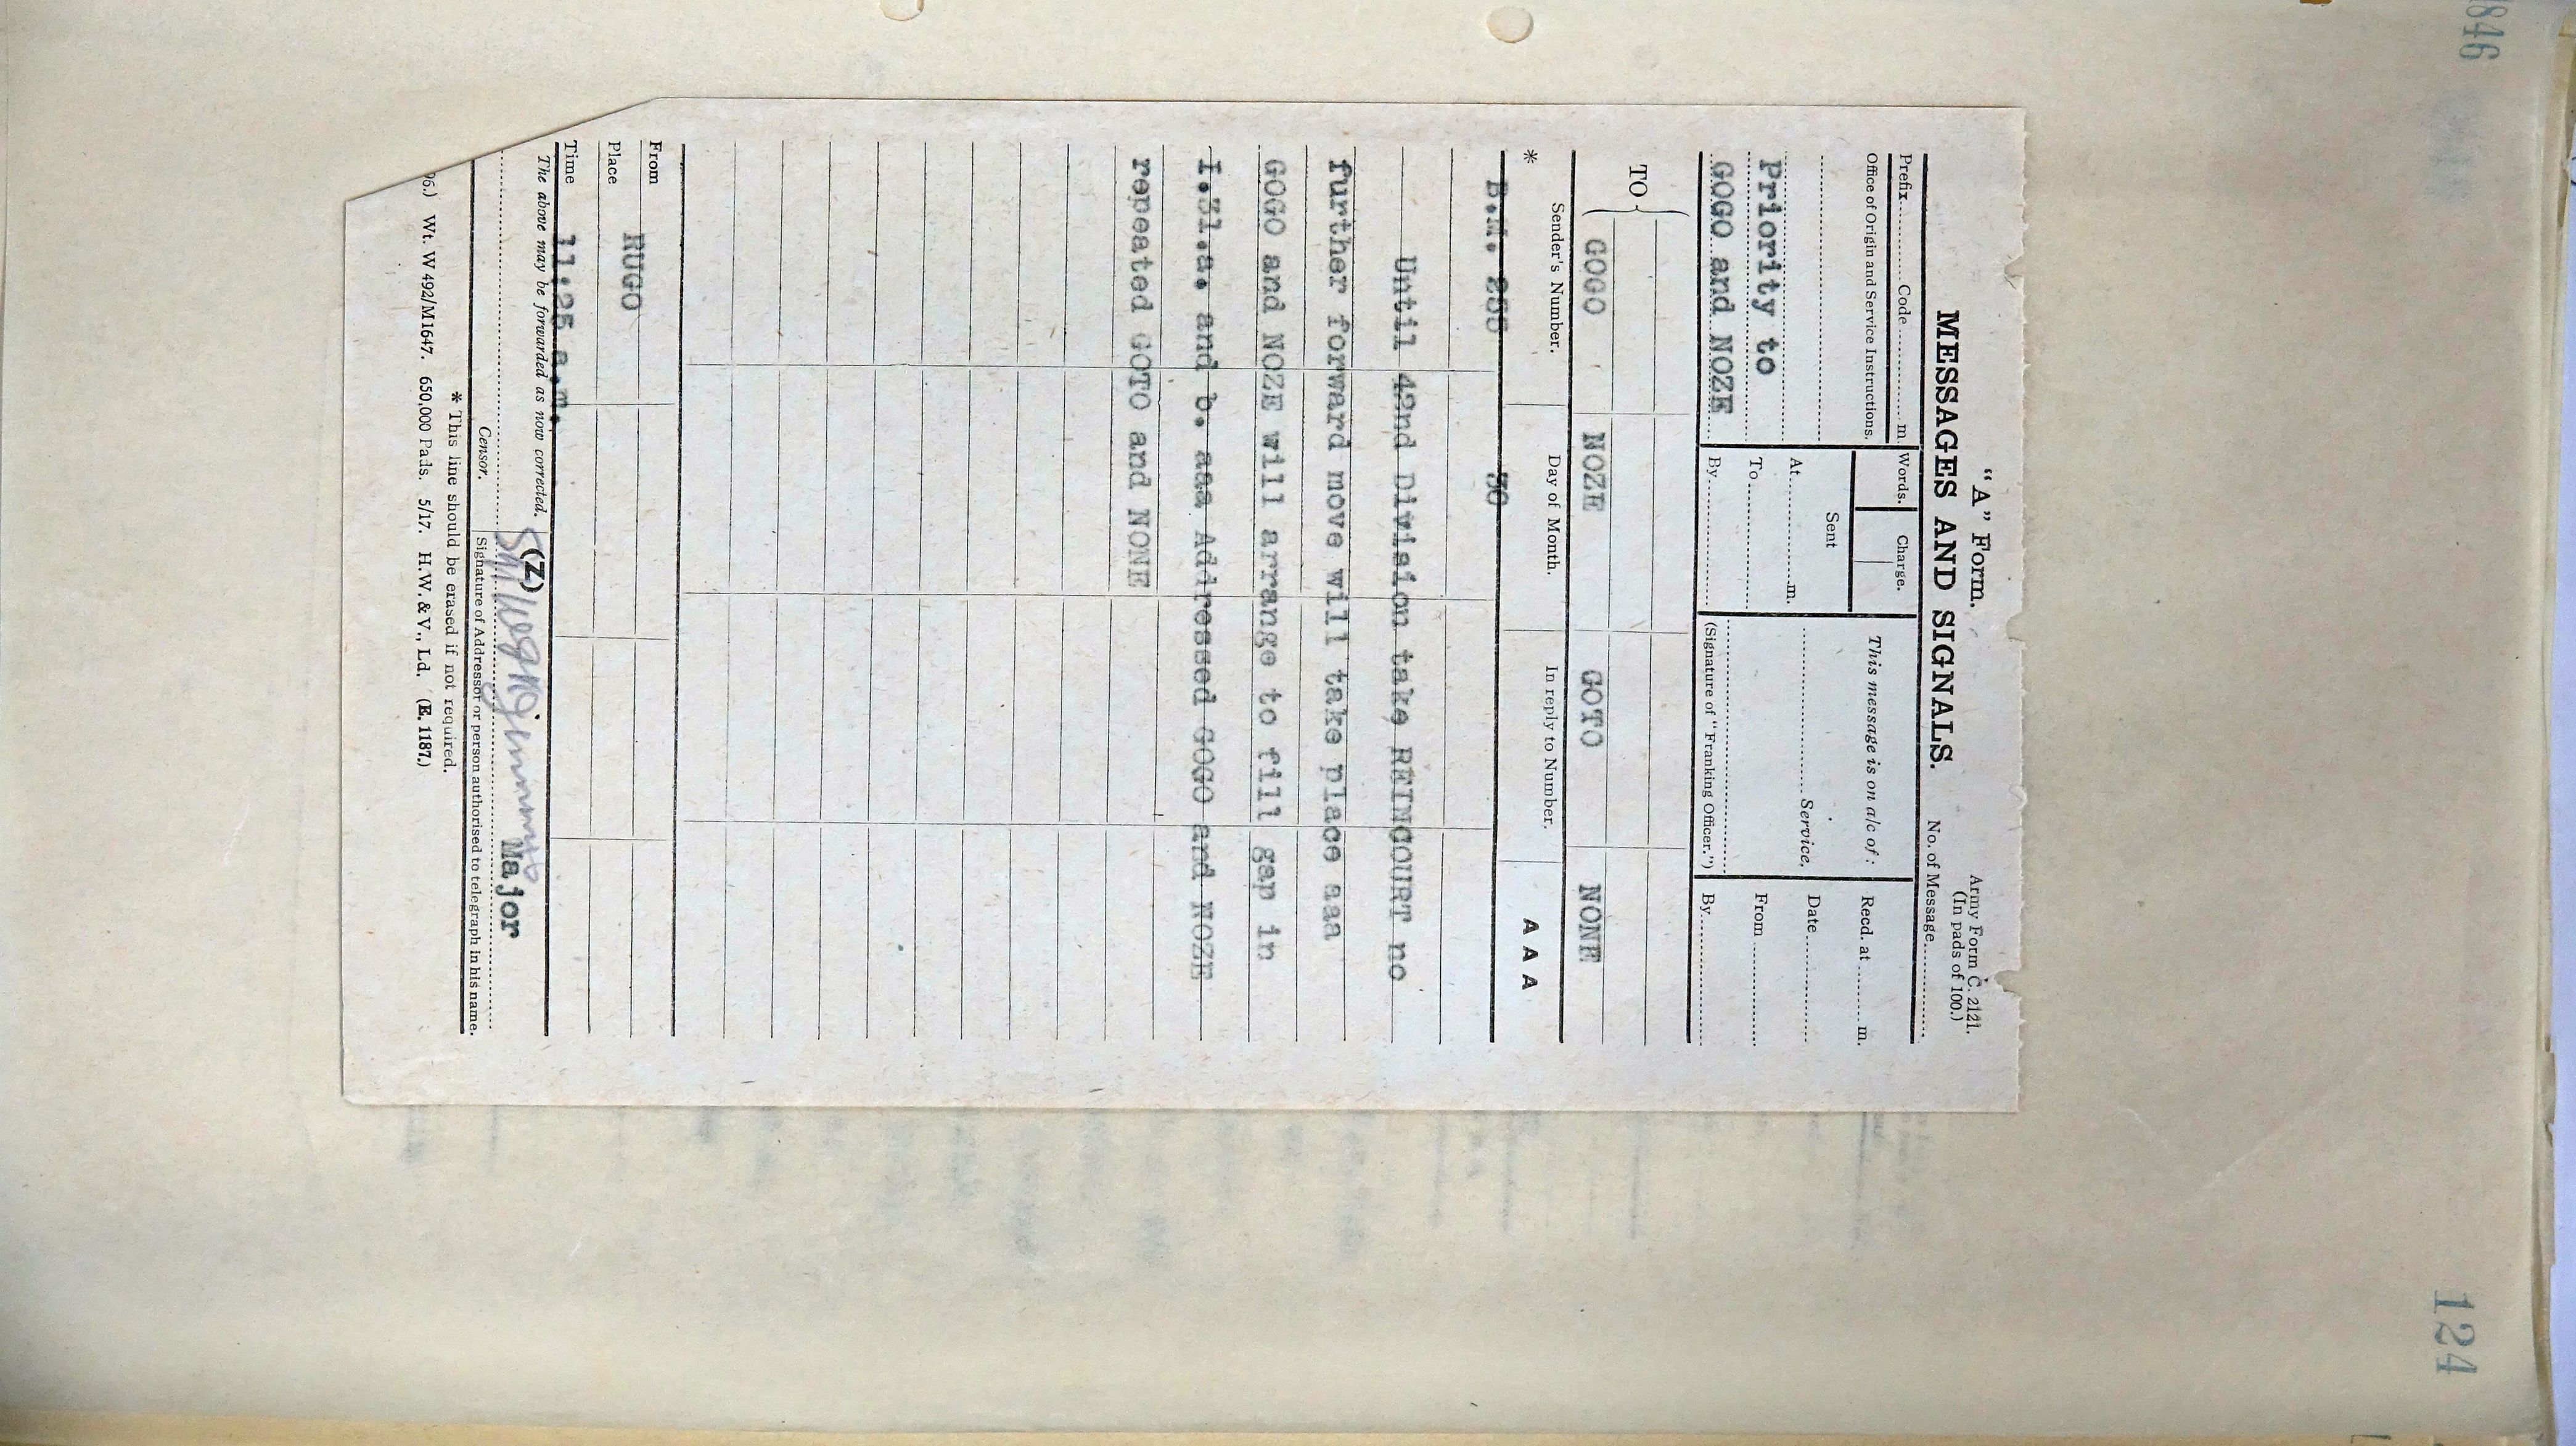 846
124
"A" Form.
Army Form C. 2121.
(In pads of 100.)
MESSAGES AND SIGNALS.
No. of Message
Prefix Code m.
Words. Charge.
This message is on a/c of:
Recd. at m.
Office of Origin and Service Instructions.
Sent
At m.
Service.
Date
Priority to
To
From
GOGO and NOZE
By
(Signature of "Franking Officer.")
By
TO
GOGO NOZE GOTO NONE
* Sender's Number. Day of Month. In reply to Number. A A A
B.M. 30
Until 42nd Division take REINCOURT no
further forward move will take place aaa
GOGO and NOZE will arrange to fill gap in
I.31.a. and b. aaa Addressed GOGO and NOZE
repeated GOTO and NONE
From RUGO
Place
Time 11:25 a.m.
The above may be forwarded as now corrected. (Z)
Major
Censor. Signature of Addressor or person authorised to telegraph in his name.
* This line should be erased if not required.
Wt. W 492/M1647. 650,000 Pads. 5/17. H.W. & V., Ld. (E. 1187.)